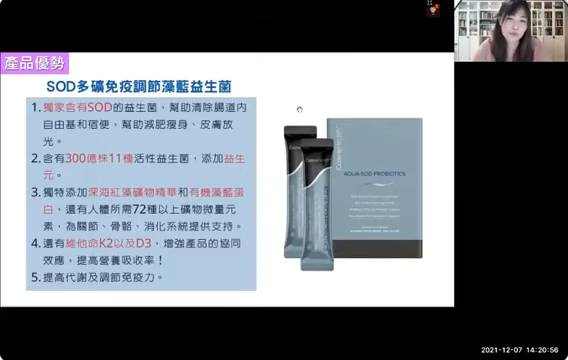 產品優勢
SOD多礦免疫調節藻藍益生菌
1. 獨家含有SOD的益生菌，幫助清除腸道內
自由基和宿便，幫助減肥瘦身、皮膚放
光。
2. 含有300億株11種活性益生菌，添加益生
元。
3. 獨特添加深海紅藻礦物精華和有機藻藍蛋
白，還有人體所需72種以上礦物微量元
素，為關節、骨骼、消化系統提供支持。
4. 還有維他命K2以及D3，增強產品的協同
效應，提高營養吸收率！
5. 提高代謝及調節免疫力。
AQUA-SOD PROBIOTICS
2021-12-07 14:20:56